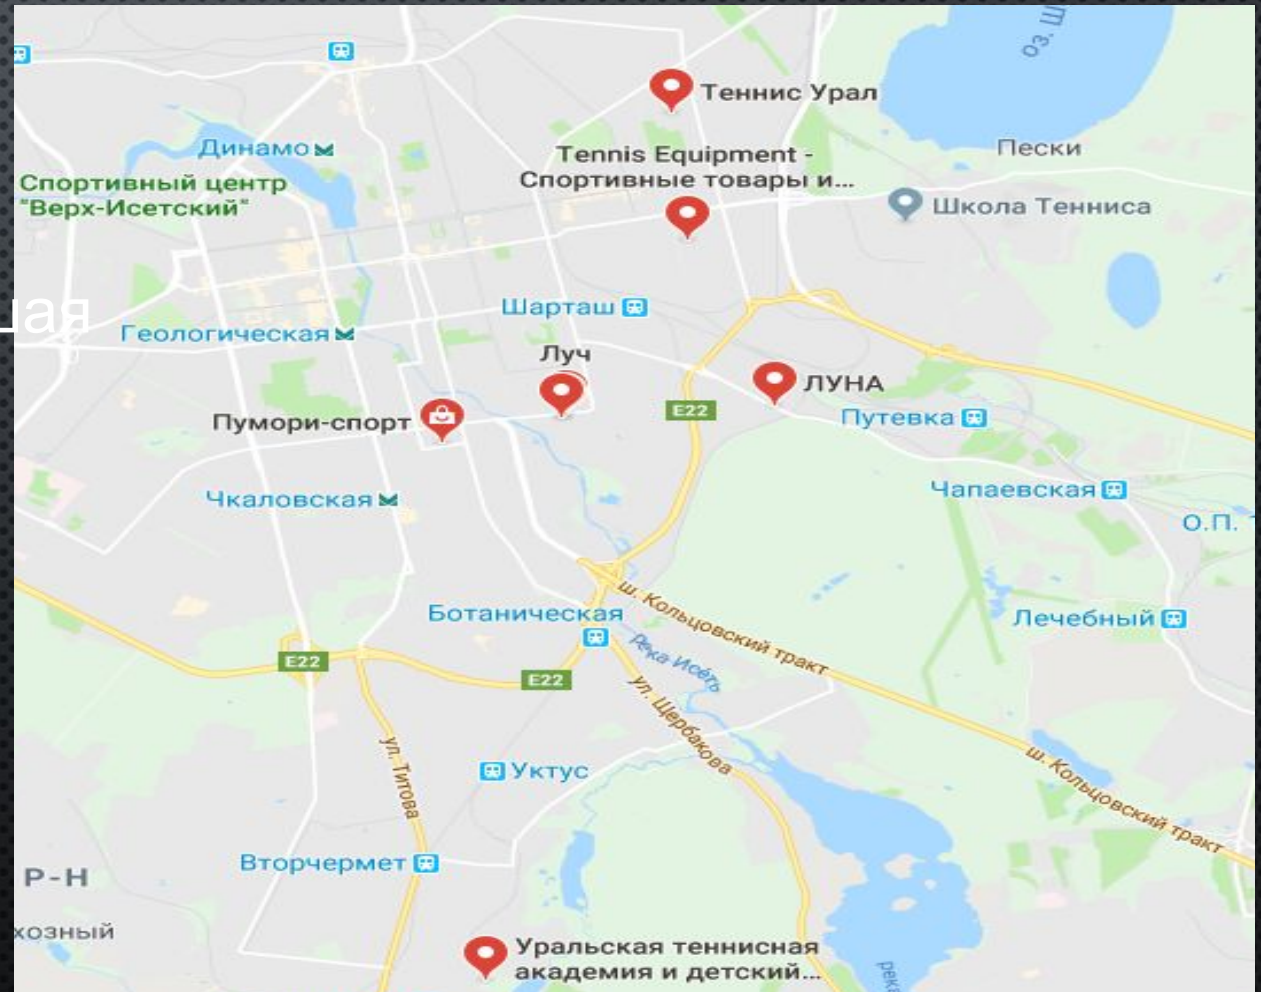 оз. Ш
Теннис Урал
Динамо
Tennis Equipment -
Спортивные товары и...
Пески
Спортивный центр
"Верх-Исетский"
Школа Тенниса
Шарташ
Геологическая
Луч
ЛУНА
E22
Пумори-спорт
Путевка
Чкаловская
Чапаевская
О.П.
ш. Кольцовский тракт
Ботаническая
Лечебный
река Исеть
E22
E22
ул. Щербакова
ул. Титова
ш. Кольцовский тракт
Уктус
Вторчермет
Р-Н
хозный
Уральская теннисная
академия и детский...
река